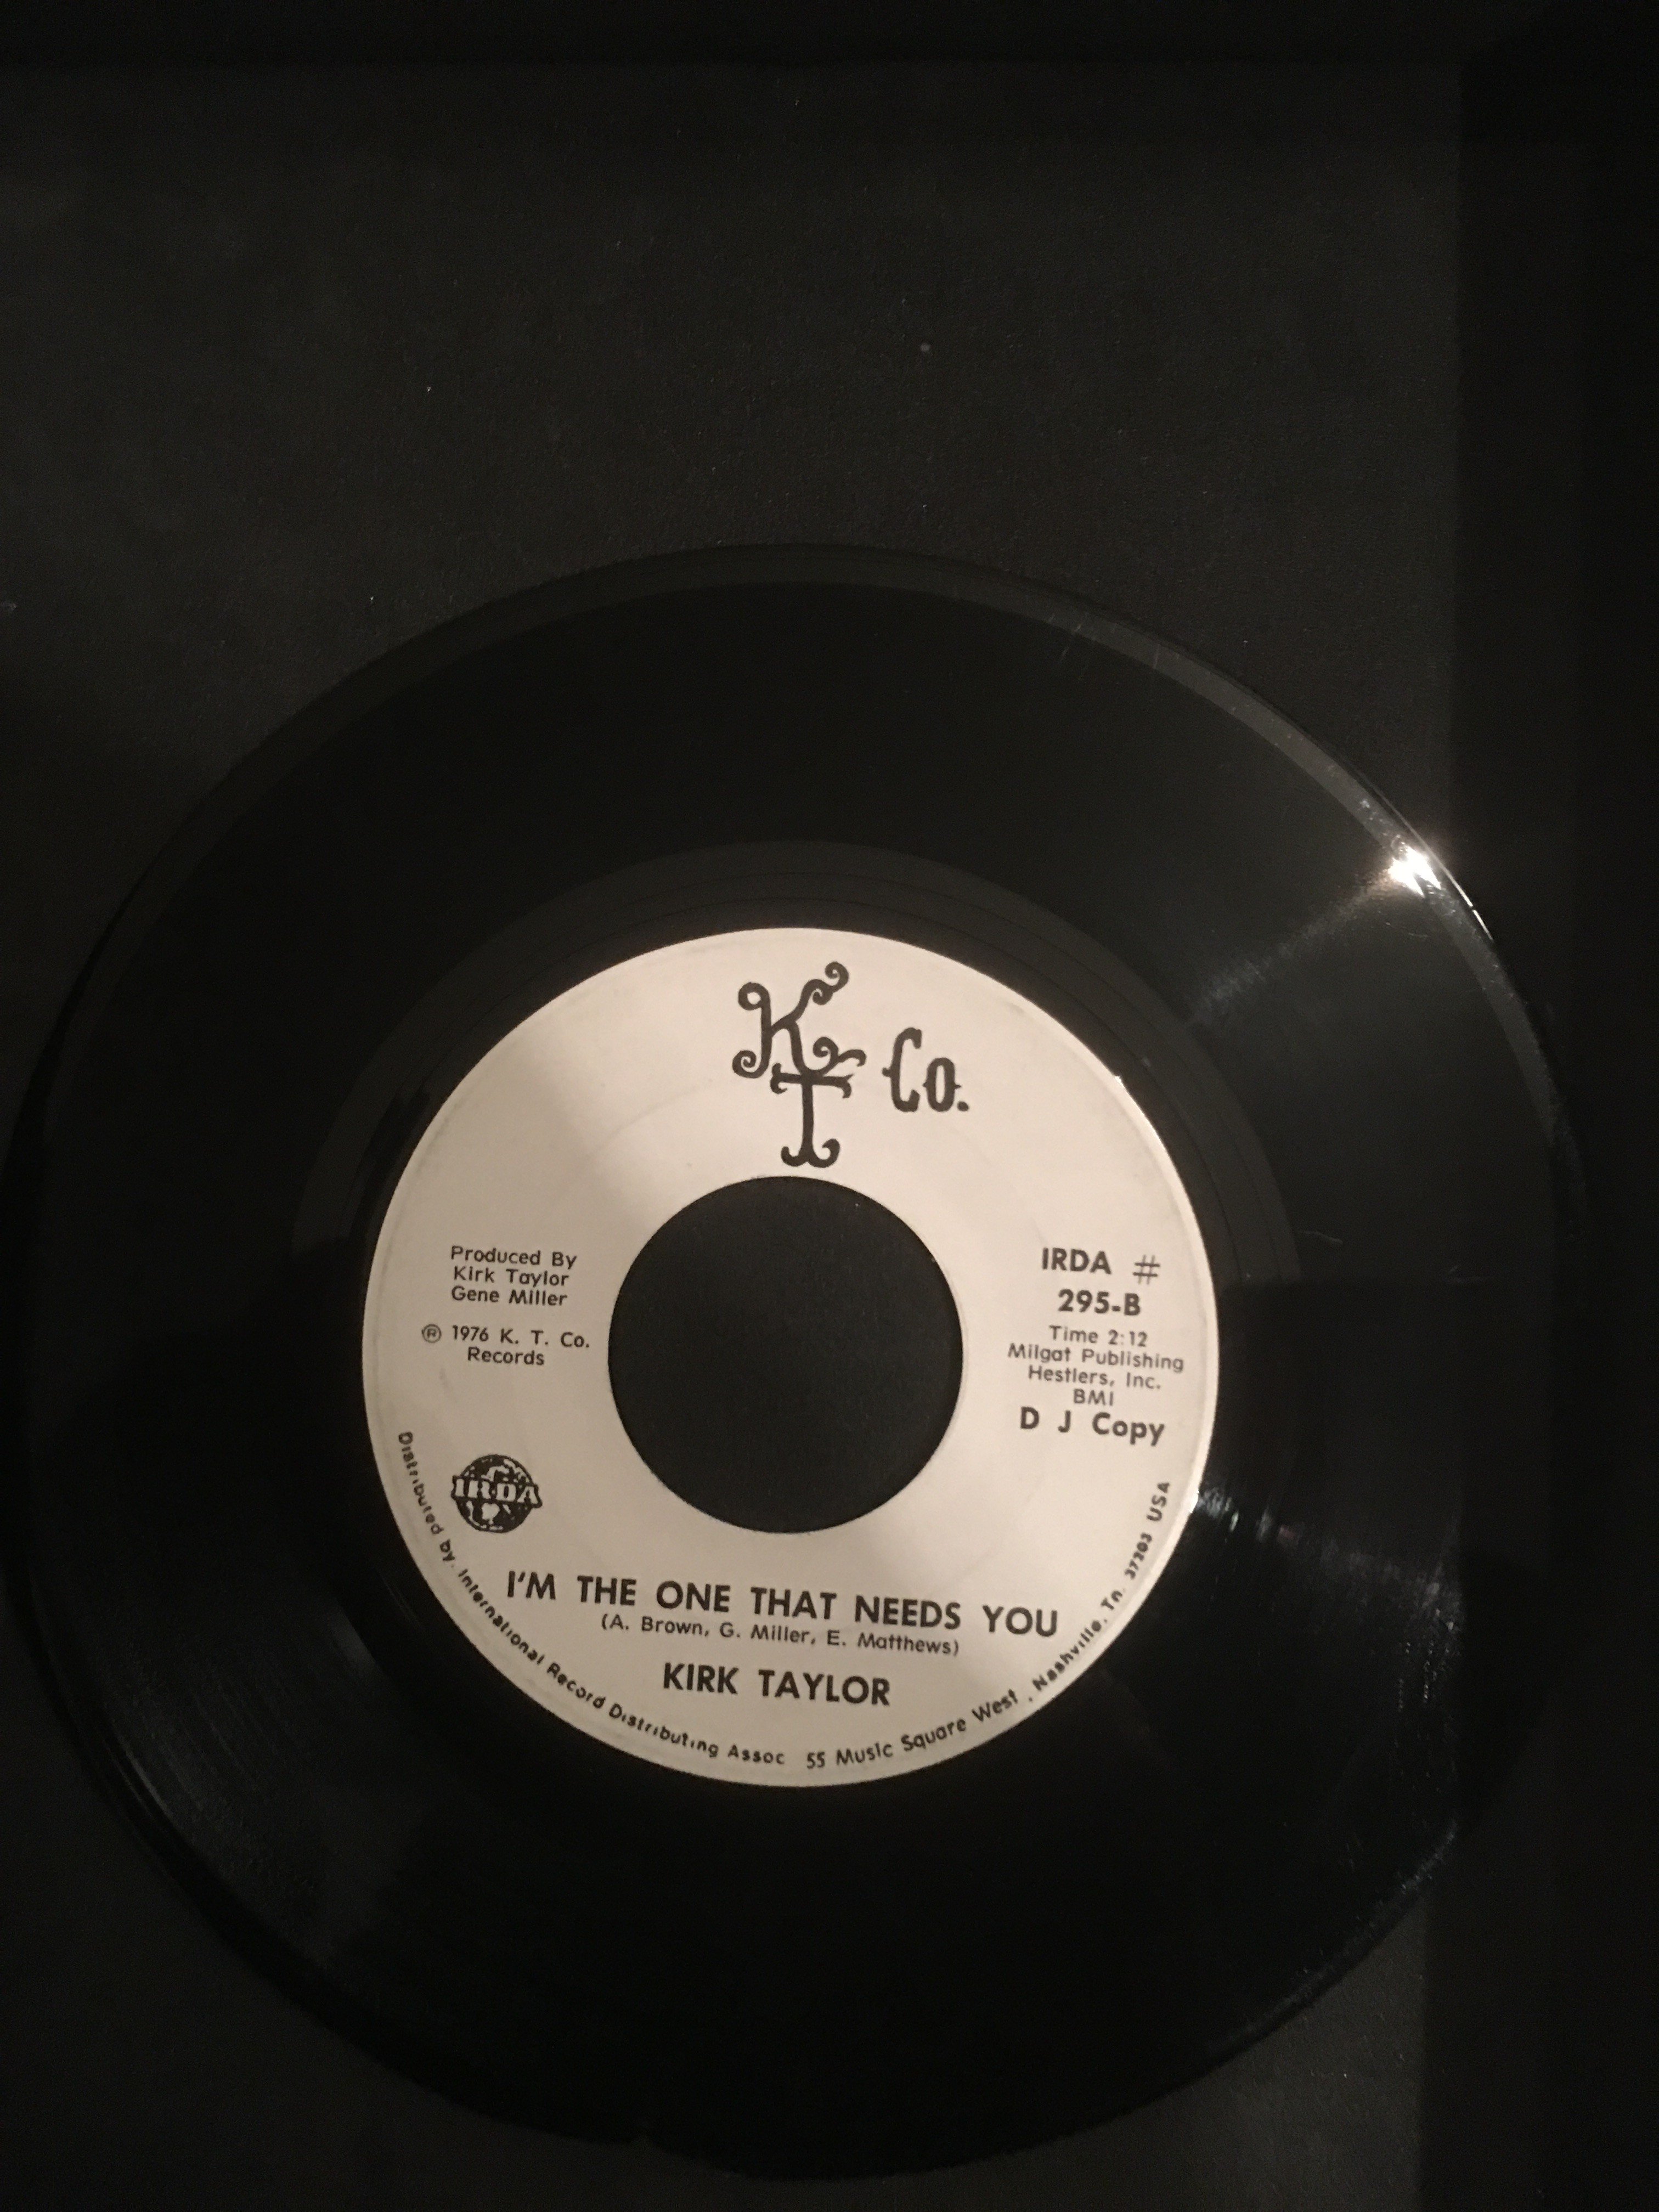 KT Co.
Produced By
Kirk Taylor
Gene Miller
Ⓡ 1976 K. T. Co.
Records
IRDA #
295-B
Time 2:12
Milgat Publishing
Hestlers, Inc.
BMI
D J Copy
IRDA
I'M THE ONE THAT NEEDS YOU
(A. Brown, G. Miller, E. Matthews)
KIRK TAYLOR
Distributed by. International Record Distributing Assoc 55 Music Square West, Nashville, Tn. 37203 USA